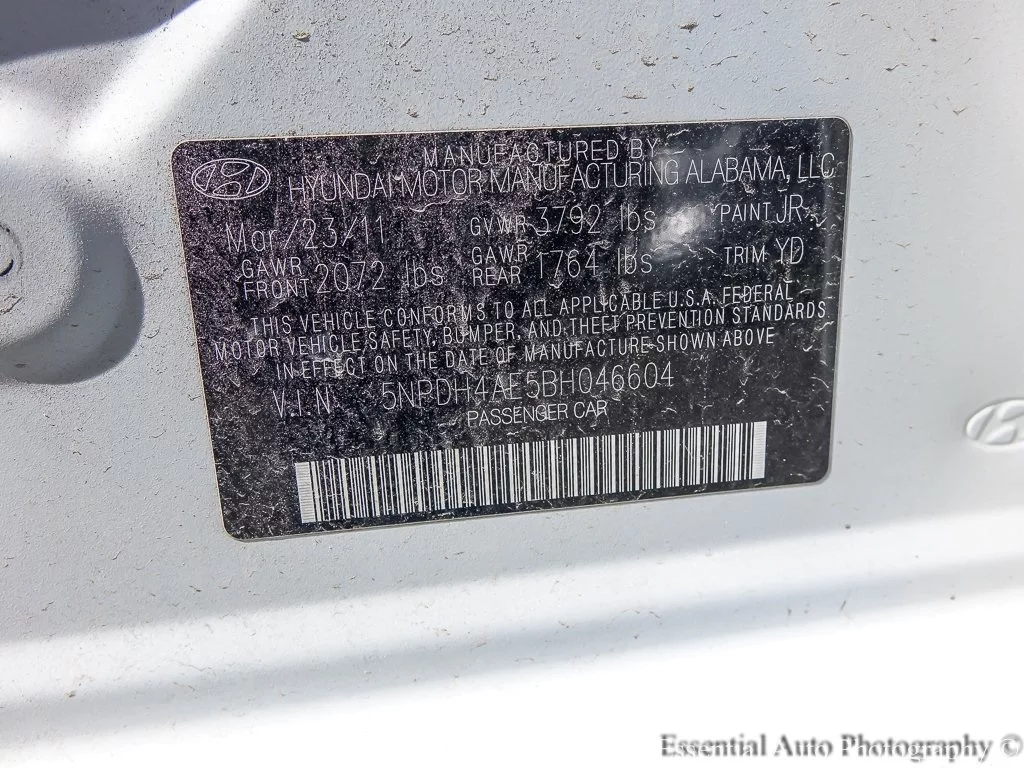 MANUFACTURED BY
HYUNDAI MOTOR MANUFACTURING ALABAMA, LLC
Mar/23/11 GVWR 3792 lbs PAINT JR
GAWR FRONT 2072 lbs GAWR REAR 1764 lbs TRIM YD
THIS VEHICLE CONFORMS TO ALL APPLICABLE U.S.A. FEDERAL
MOTOR VEHICLE SAFETY, BUMPER, AND THEFT PREVENTION STANDARDS
IN EFFECT ON THE DATE OF MANUFACTURE SHOWN ABOVE
V.I.N. 5NPDH4AE5BH046604
PASSENGER CAR
Essential Auto Photography ©